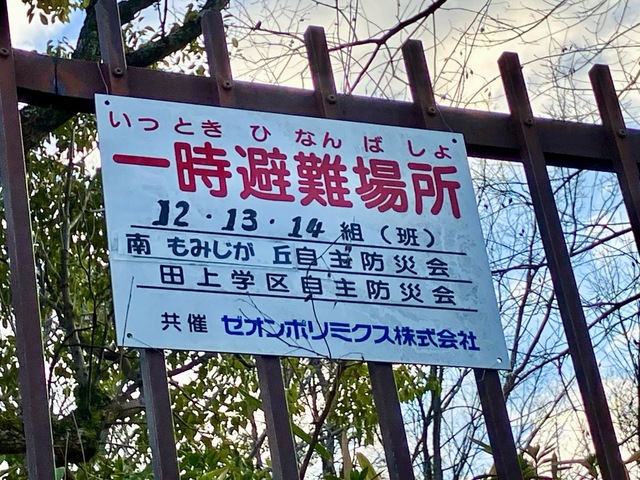 いっときひなんばしょ
一時避難場所
12・13・14組(班)
南もみじが丘自主防災会
田上学区自主防災会
共催 ゼオンポリミクス株式会社